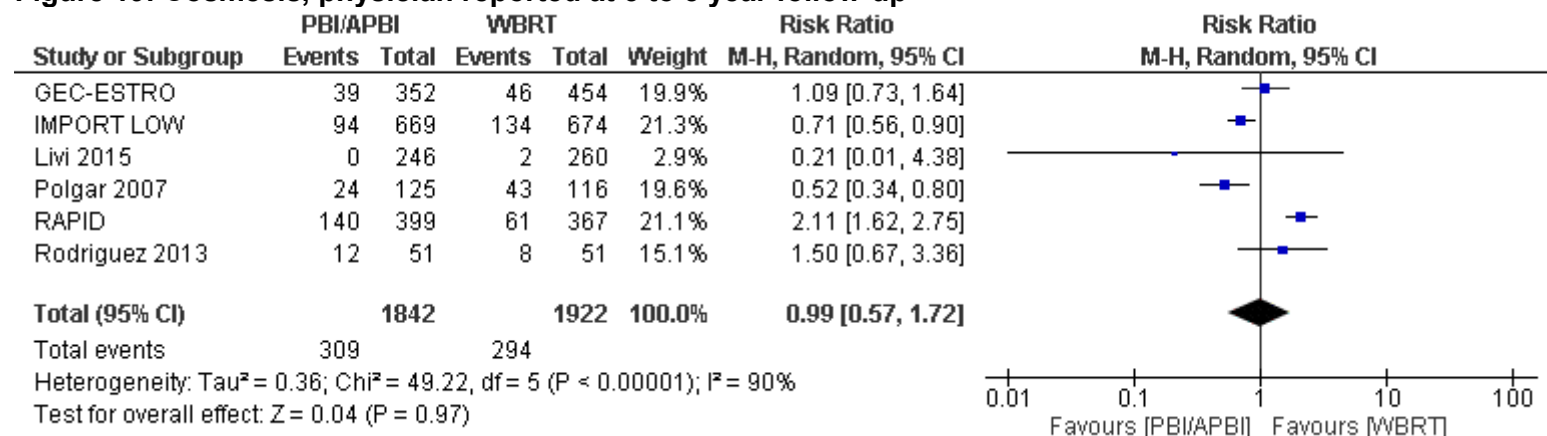 PBI/APBI WBRT Risk Ratio Risk Ratio
Study or Subgroup Events Total Events Total Weight M-H, Random, 95% CI M-H, Random, 95% CI
GEC-ESTRO 39 352 46 454 19.9% 1.09 [0.73, 1.64]
IMPORT LOW 94 669 134 674 21.3% 0.71 [0.56, 0.90]
Livi 2015 0 246 2 260 2.9% 0.21 [0.01, 4.38]
Polgar 2007 24 125 43 116 19.6% 0.52 [0.34, 0.80]
RAPID 140 399 61 367 21.1% 2.11 [1.62, 2.75]
Rodriguez 2013 12 51 8 51 15.1% 1.50 [0.67, 3.36]
Total (95% CI) 1842 1922 100.0% 0.99 [0.57, 1.72]
Total events 309 294
Heterogeneity: Tau² = 0.36; Chi² = 49.22, df = 5 (P < 0.00001); I² = 90%
Test for overall effect: Z = 0.04 (P = 0.97)
0.01 0.1 1 10 100
Favours [PBI/APBI] Favours [WBRT]